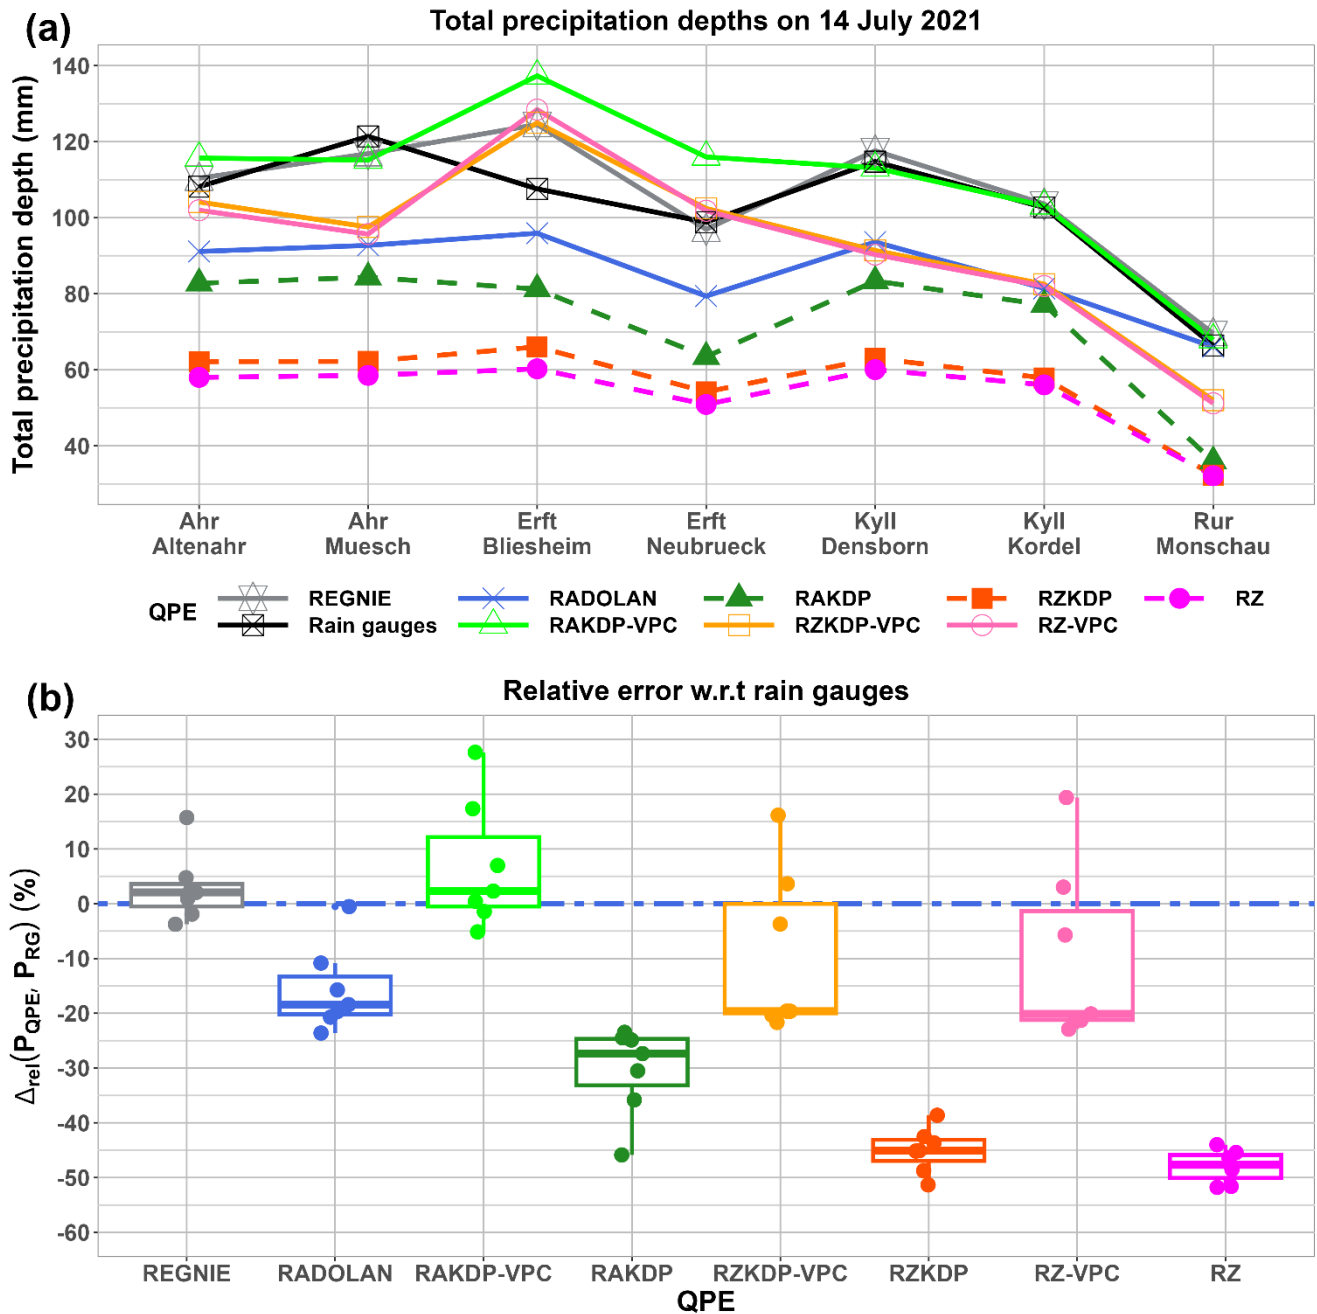 (a)
Total precipitation depths on 14 July 2021
Total precipitation depth (mm)
140
120
100
80
60
40
Ahr Ahr Erft Erft Kyll Kyll Rur
Altenahr Muesch Bliesheim Neubrueck Densborn Kordel Monschau
QPE
REGNIE RADOLAN RAKDP RZKDP RZ
Rain gauges RAKDP-VPC RZKDP-VPC RZ-VPC
(b)
Relative error w.r.t rain gauges
Δrel(PQPE, PRG) (%)
30
20
10
0
-10
-20
-30
-40
-50
-60
REGNIE RADOLAN RAKDP-VPC RAKDP RZKDP-VPC RZKDP RZ-VPC RZ
QPE